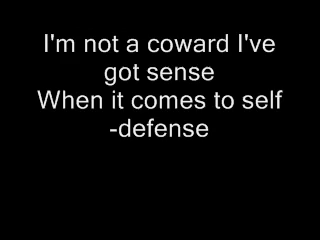 I'm not a coward I've
got sense
When it comes to self
-defense